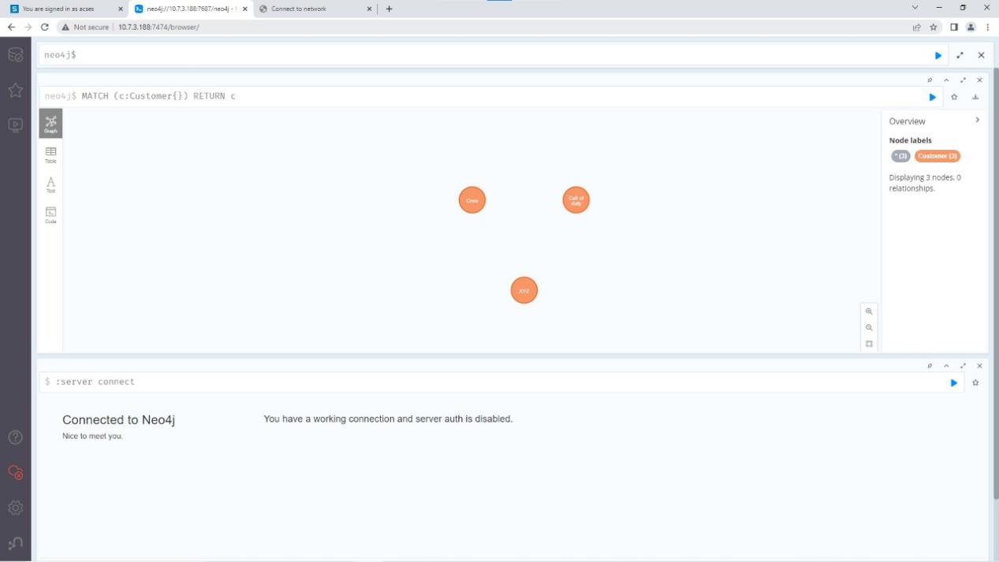 You are signed in as acses
neo4j://10.7.3.188:7687/neo4j -
Connect to network
Not secure
10.7.3.188:7474/browser/
neo4j$
neo4j$ MATCH (c:Customer{}) RETURN c
Graph
Table
Text
Code
Call of
duty
XYZ
Overview
Node labels
* (3) Customer (3)
Displaying 3 nodes, 0
relationships.
$ :server connect
Connected to Neo4j
Nice to meet you.
You have a working connection and server auth is disabled.